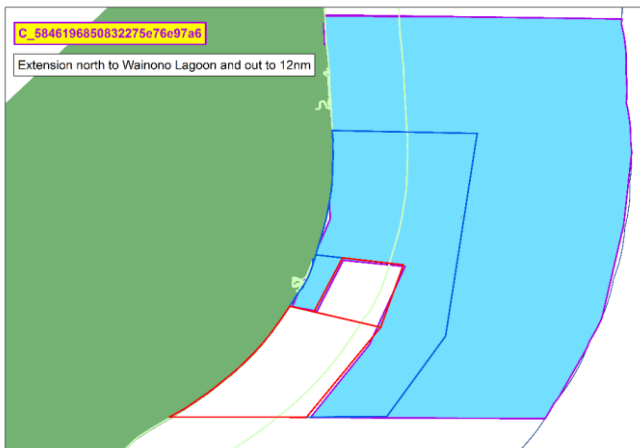 C_5846196850832275e76e97a6
Extension north to Wainono Lagoon and out to 12nm